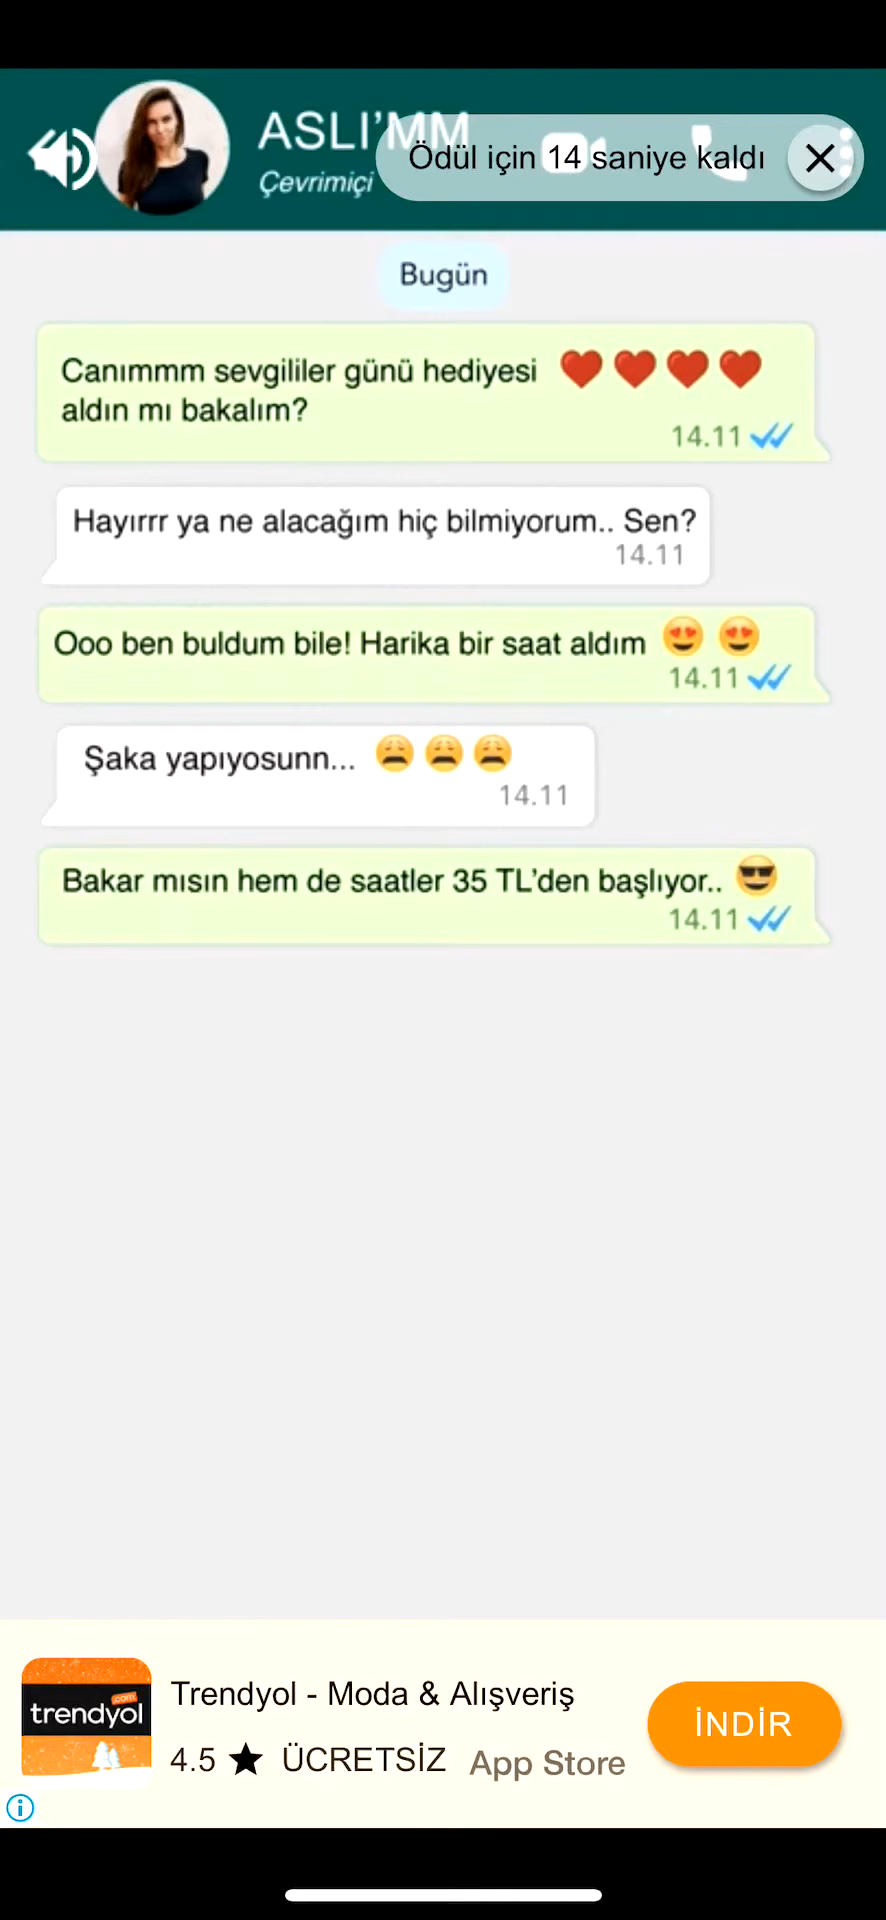 ASLI'MM
Ödül için 14 saniye kaldı
Çevrimiçi
Bugün
Canımmm sevgililer günü hediyesi ❤️ ❤️ ❤️ ❤️
aldın mı bakalım?
14.11
Hayırrr ya ne alacağım hiç bilmiyorum.. Sen?
14.11
Ooo ben buldum bile! Harika bir saat aldım 😍 😍
14.11
Şaka yapıyosunn... 😩 😩 😩
14.11
Bakar mısın hem de saatler 35 TL'den başlıyor.. 😎
14.11
trendyol
.com
Trendyol - Moda & Alışveriş
4.5 ★ ÜCRETSİZ App Store
İNDİR